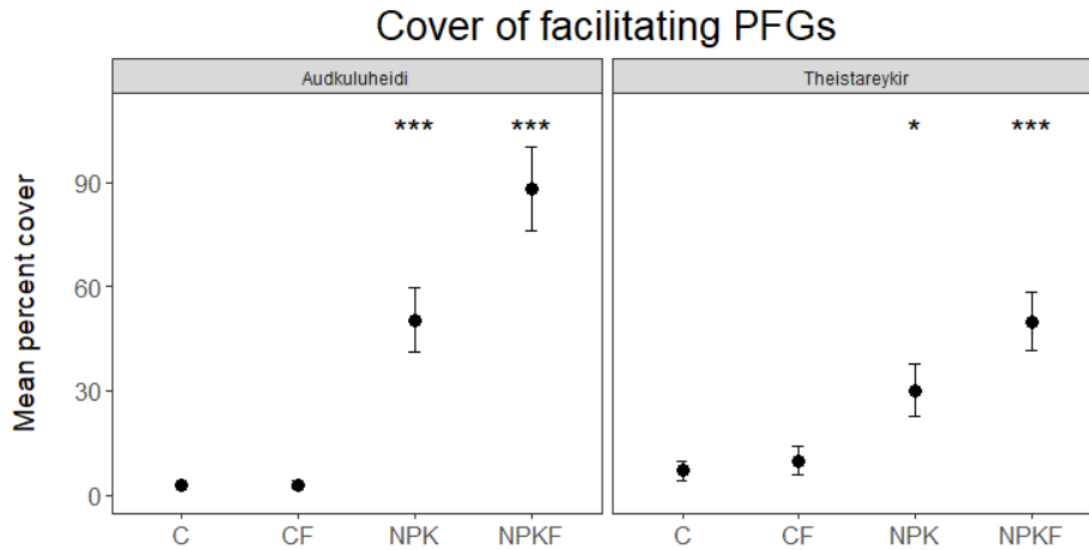 Cover of facilitating PFGs
Audkuluheidi
Theistareykir
Mean percent cover
90
60
30
0
*** ***
* ***
C CF NPK NPKF
C CF NPK NPKF